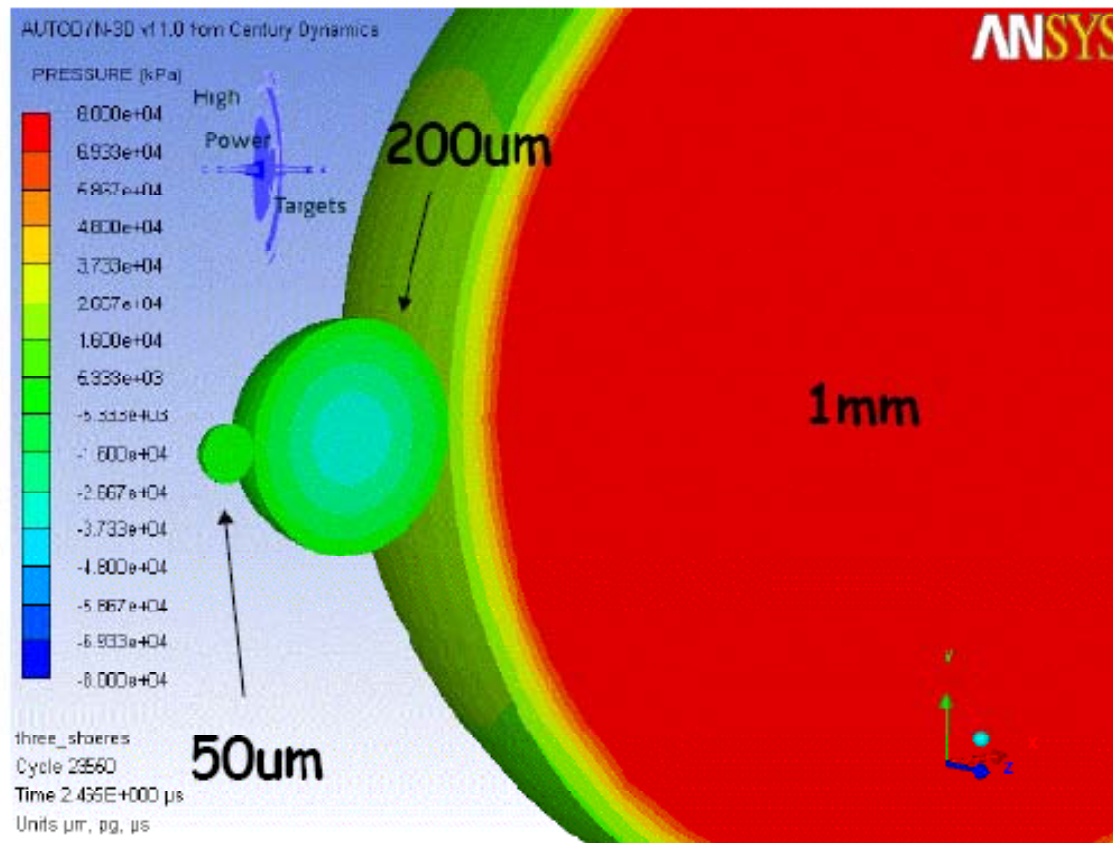 AUTODYN-3D v11.0 from Century Dynamics
ANSYS
PRESSURE (kPa)
High
Power
Targets
200um
8.000e+04
6.933e+04
5.867e+04
4.800e+04
3.733e+04
2.667e+04
1.600e+04
5.333e+03
-5.333e+03
-1.600e+04
-2.667e+04
-3.733e+04
-4.800e+04
-5.867e+04
-6.933e+04
-8.000e+04
1mm
50um
y
x
z
three_spheres
Cycle 23560
Time 2.495E+000 µs
Units µm, pg, µs